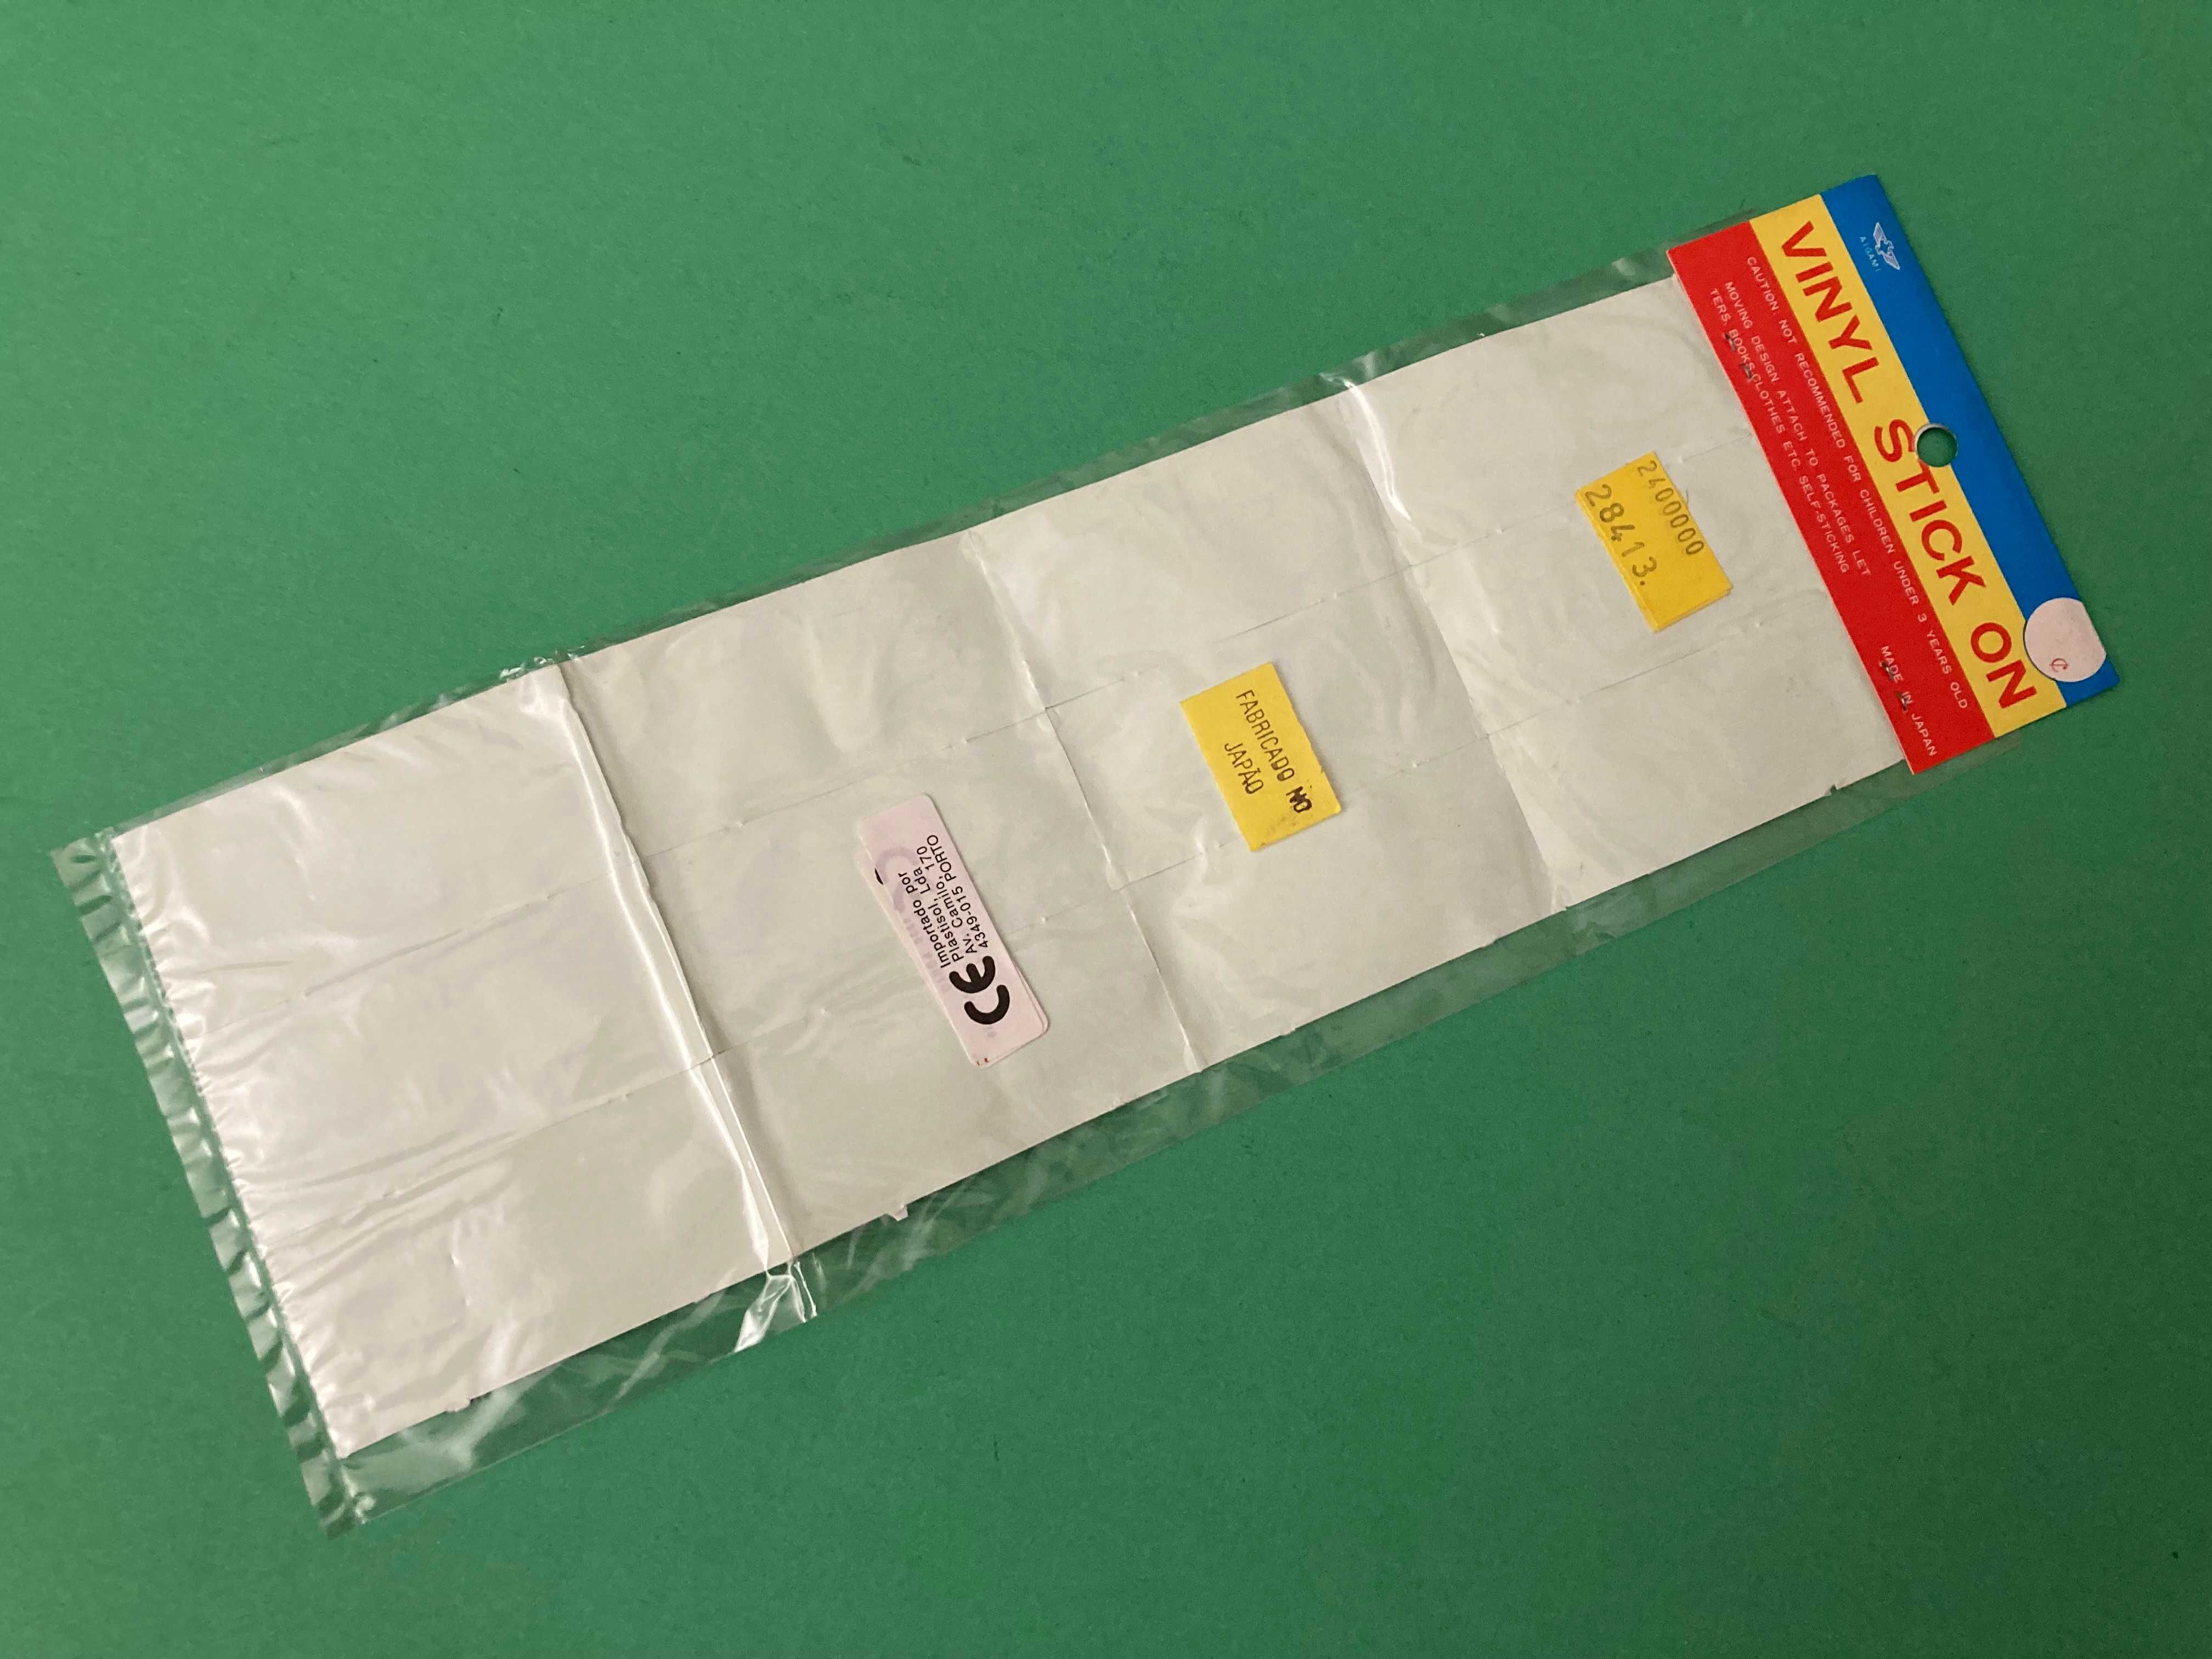 AIGAMI
VINYL STICK ON
CAUTION NOT RECOMMENDED FOR CHILDREN UNDER 3 YEARS OLD
MOVING DESIGN ATTACH TO PACKAGES LET
TERS, BOOKS, CLOTHES ETC. SELF-STICKING
MADE IN JAPAN
2400000
28413.
FABRICADO NO
JAPÃO
CE
Importado por
Plastisol, Lda
Av. Camilo, 170
4349-015 PORTO